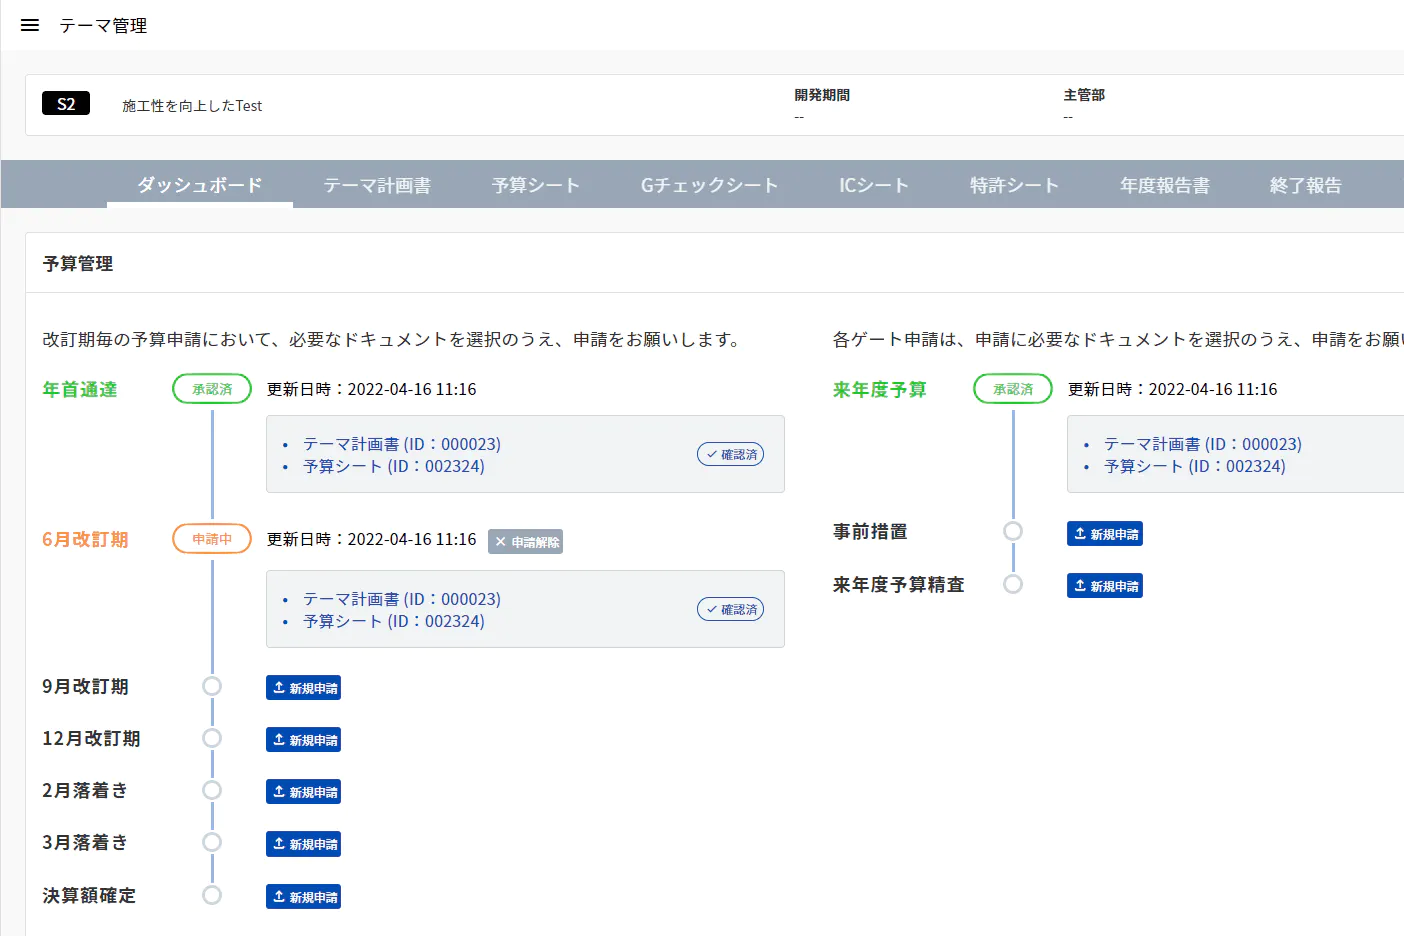 テーマ管理
S2
施工性を向上したTest
開発期間
--
主管部
--
ダッシュボード
テーマ計画書
予算シート
Gチェックシート
ICシート
特許シート
年度報告書
終了報告
予算管理
改訂期毎の予算申請において、必要なドキュメントを選択のうえ、申請をお願いします。
年首通達
承認済
更新日時：2022-04-16 11:16
• テーマ計画書 (ID：000023)
• 予算シート (ID：002324)
確認済
6月改訂期
申請中
更新日時：2022-04-16 11:16
申請解除
• テーマ計画書 (ID：000023)
• 予算シート (ID：002324)
確認済
9月改訂期
新規申請
12月改訂期
新規申請
2月落着き
新規申請
3月落着き
新規申請
決算額確定
新規申請
各ゲート申請は、申請に必要なドキュメントを選択のうえ、申請をお願
来年度予算
承認済
更新日時：2022-04-16 11:16
• テーマ計画書 (ID：000023)
• 予算シート (ID：002324)
事前措置
新規申請
来年度予算精査
新規申請